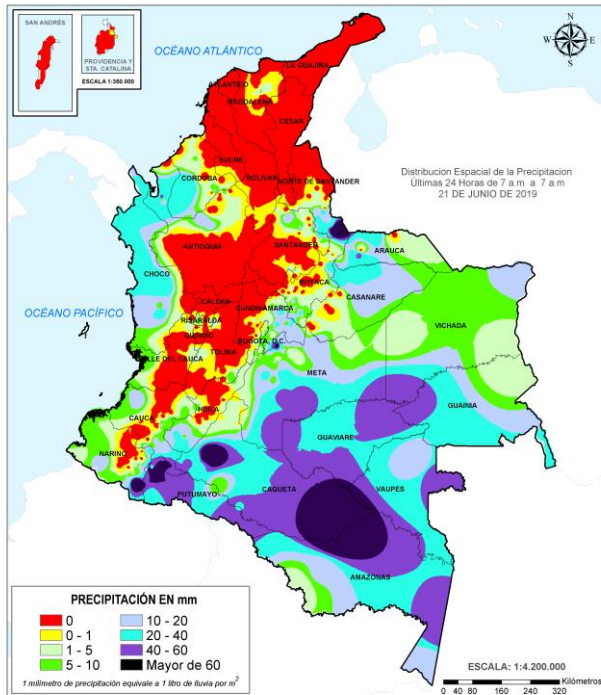 SAN ANDRÉS
PROVIDENCIA Y
STA. CATALINA
ESCALA 1:350.000
OCÉANO ATLÁNTICO
N
W E
S
LA GUAJIRA
ATLÁNTICO
MAGDALENA
CESAR
SUCRE
CORDOBA
BOLIVAR
NORTE DE SANTANDER
Distribucion Espacial de la Precipitacion
Últimas 24 Horas de 7 a.m a 7 a.m
21 DE JUNIO DE 2019
ANTIOQUIA
SANTANDER
ARAUCA
CHOCO
BOYACA
CASANARE
OCÉANO PACÍFICO
CALDAS
CUNDINAMARCA
VICHADA
RISARALDA
QUINDIO
BOGOTA, D.C.
TOLIMA
VALLE DEL CAUCA
META
GUAINIA
CAUCA
HUILA
GUAVIARE
NARIÑO
PUTUMAYO
CAQUETA
VAUPES
AMAZONAS
PRECIPITACIÓN EN mm
0 10 - 20
0 - 1 20 - 40
1 - 5 40 - 60
5 - 10 Mayor de 60
1 milímetro de precipitación equivale a 1 litro de lluvia por m²
ESCALA: 1:4.200.000
Kilómetros
0 40 80 160 240 320